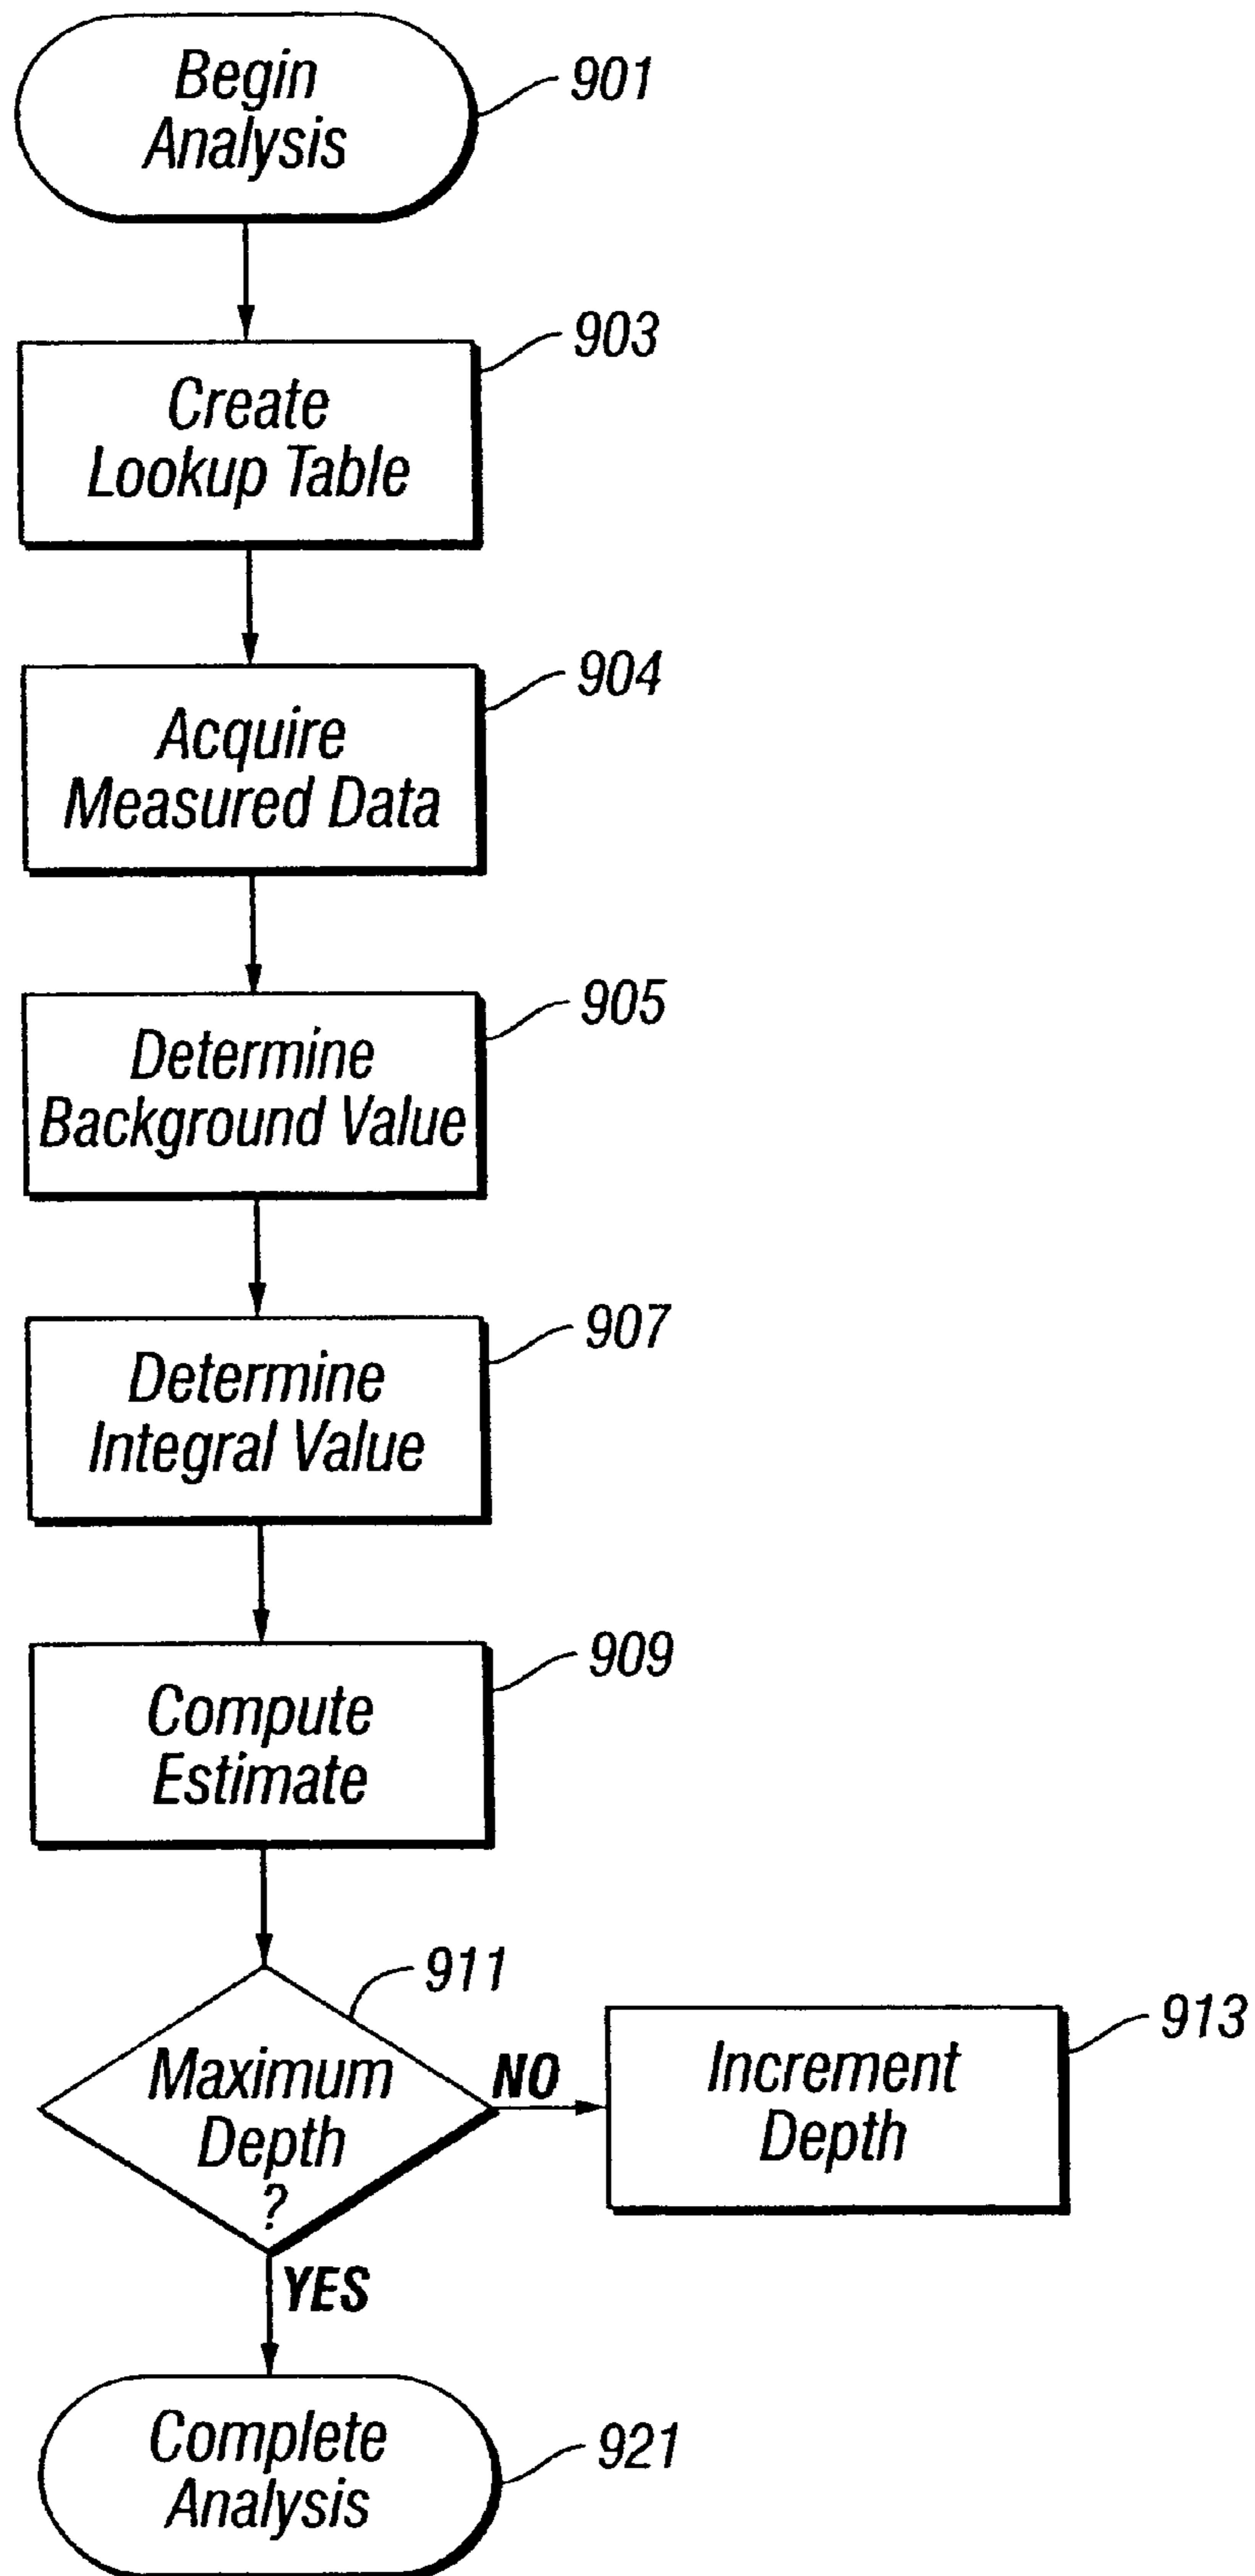 Begin
Analysis
901
Create
Lookup Table
903
Acquire
Measured Data
904
Determine
Background Value
905
Determine
Integral Value
907
Compute
Estimate
909
911
Maximum
Depth
?
NO
Increment
Depth
913
YES
Complete
Analysis
921